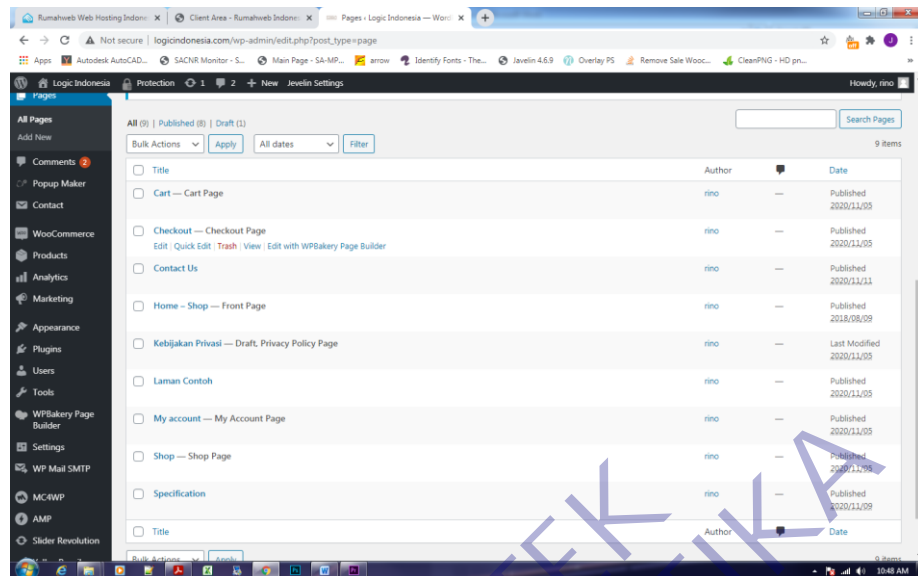 Rumahweb Web Hosting Indone
Client Area - Rumahweb Indones
Pages ‹ Logic Indonesia — Word
Not secure | logicindonesia.com/wp-admin/edit.php?post_type=page
Apps Autodesk AutoCAD... SACNR Monitor - S... Main Page - SA-MP... arrow Identify Fonts - The... Javelin 4.6.9 Overlay PS Remove Sale Wooc... CleanPNG - HD pn... »
Logic Indonesia Protection 1 2 + New Jevelin Settings Howdy, rino
Pages
All Pages
Add New
Comments 2
Popup Maker
Contact
WooCommerce
Products
Analytics
Marketing
Appearance
Plugins
Users
Tools
WPBakery Page
Builder
Settings
WP Mail SMTP
MC4WP
AMP
Slider Revolution
All (9) | Published (8) | Draft (1)
Search Pages
Bulk Actions Apply All dates Filter 9 items
Title Author Date
Cart — Cart Page rino — Published
2020/11/05
Checkout — Checkout Page rino — Published
Edit | Quick Edit | Trash | View | Edit with WPBakery Page Builder 2020/11/05
Contact Us rino — Published
2020/11/11
Home – Shop — Front Page rino — Published
2018/08/09
Kebijakan Privasi — Draft, Privacy Policy Page rino — Last Modified
2020/11/05
Laman Contoh rino — Published
2020/11/05
My account — My Account Page rino — Published
2020/11/05
Shop — Shop Page rino — Published
2020/11/05
Specification rino — Published
2020/11/09
Title Author Date
Bulk Actions Apply 9 items
10:48 AM
TEK
EIKA